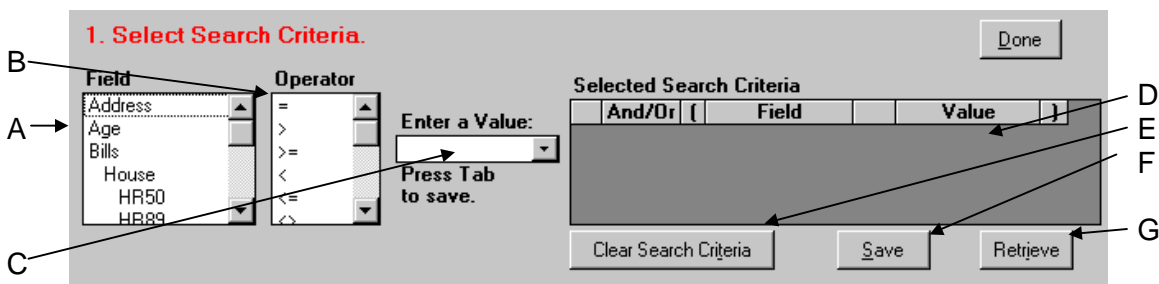 1. Select Search Criteria.
Done
B
Field
Operator
Selected Search Criteria
D
A
Address
Age
Bills
House
HR50
HR89
=
>
>=
<
<=
<>
Enter a Value:
Press Tab
to save.
And/Or ( Field Value )
E
F
C
Clear Search Criteria
Save
Retrieve
G